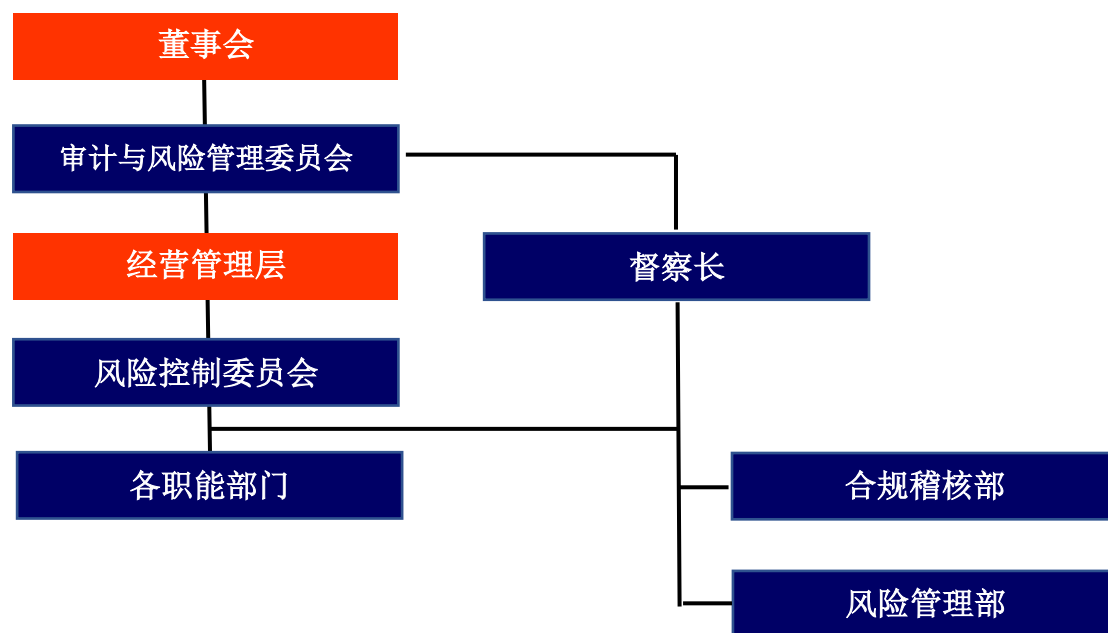 董事会
审计与风险管理委员会
经营管理层
督察长
风险控制委员会
各职能部门
合规稽核部
风险管理部